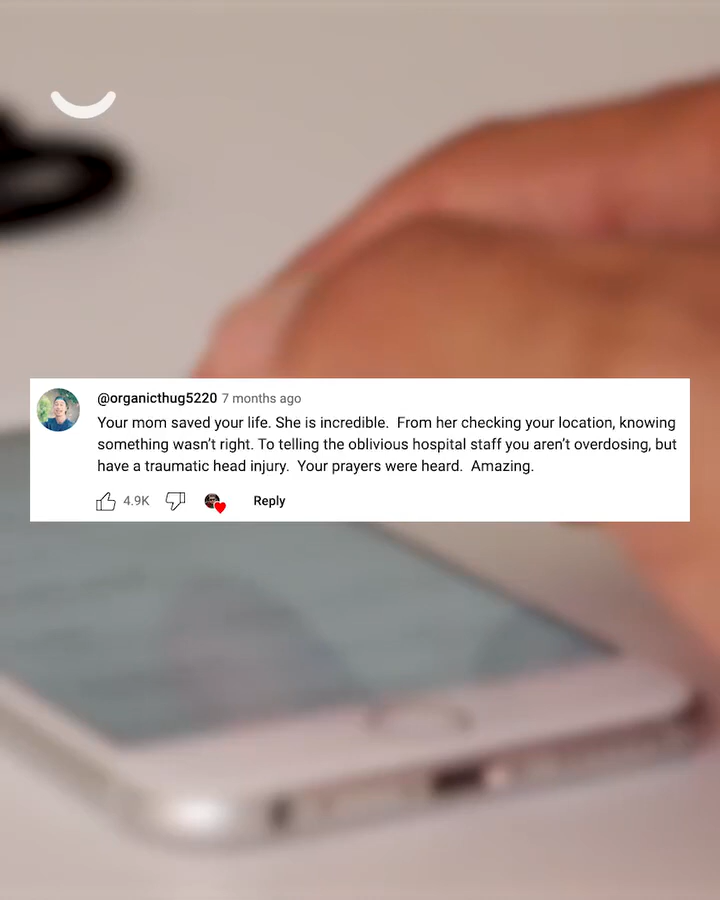 @organicthug5220 7 months ago
Your mom saved your life. She is incredible.  From her checking your location, knowing
something wasn't right. To telling the oblivious hospital staff you aren't overdosing, but
have a traumatic head injury.  Your prayers were heard.  Amazing.
4.9K Reply